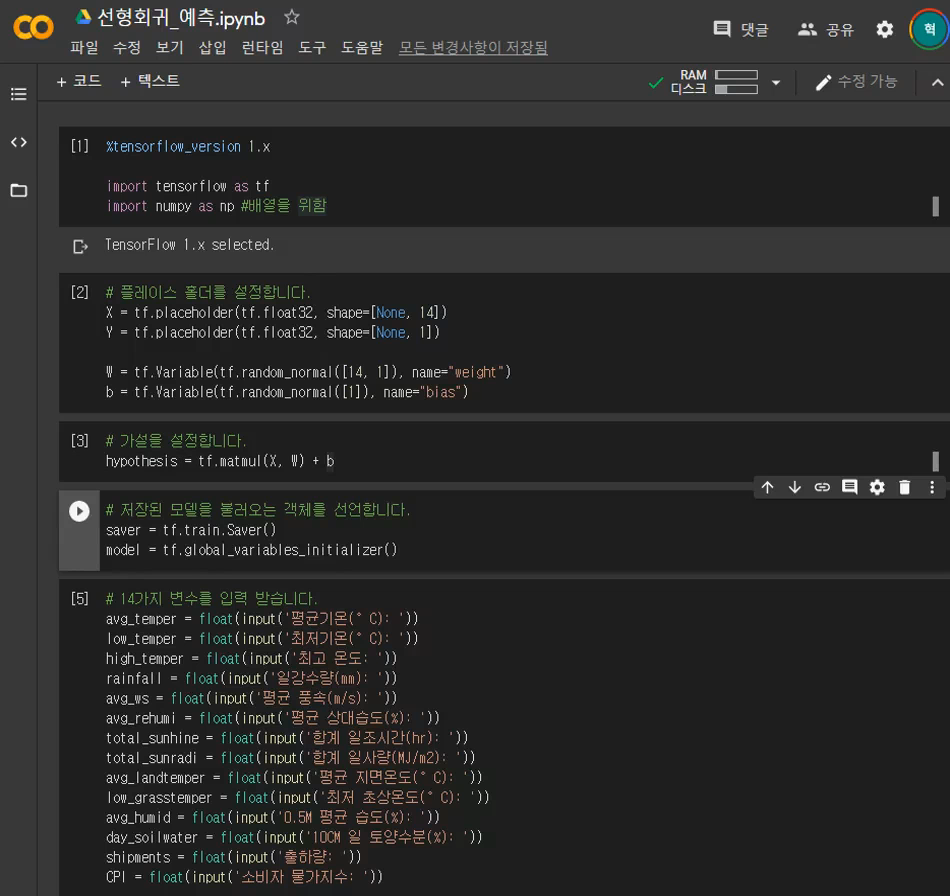 선형회귀_예측.ipynb
댓글
공유
혁
파일 수정 보기 삽입 런타임 도구 도움말 모든 변경사항이 저장됨
+ 코드 + 텍스트
RAM
디스크
수정 가능
[1] %tensorflow_version 1.x
import tensorflow as tf
import numpy as np #배열을 위함
TensorFlow 1.x selected.
[2] # 플레이스 홀더를 설정합니다.
X = tf.placeholder(tf.float32, shape=[None, 14])
Y = tf.placeholder(tf.float32, shape=[None, 1])
W = tf.Variable(tf.random_normal([14, 1]), name="weight")
b = tf.Variable(tf.random_normal([1]), name="bias")
[3] # 가설을 설정합니다.
hypothesis = tf.matmul(X, W) + b
# 저장된 모델을 불러오는 객체를 선언합니다.
saver = tf.train.Saver()
model = tf.global_variables_initializer()
[5] # 14가지 변수를 입력 받습니다.
avg_temper = float(input('평균기온(° C): '))
low_temper = float(input('최저기온(° C): '))
high_temper = float(input('최고 온도: '))
rainfall = float(input('일강수량(mm): '))
avg_ws = float(input('평균 풍속(m/s): '))
avg_rehumi = float(input('평균 상대습도(%): '))
total_sunhine = float(input('합계 일조시간(hr): '))
total_sunradi = float(input('합계 일사량(MJ/m2): '))
avg_landtemper = float(input('평균 지면온도(° C): '))
low_grasstemper = float(input('최저 초상온도(° C): '))
avg_humid = float(input('0.5M 평균 습도(%): '))
day_soilwater = float(input('10CM 일 토양수분(%): '))
shipments = float(input('출하량: '))
CPI = float(input('소비자 물가지수: '))